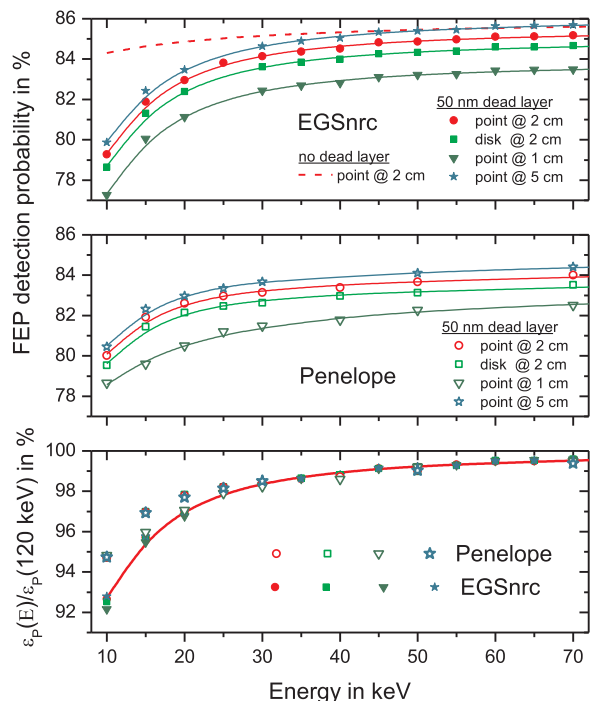 FEP detection probability in %
86
84
82
80
78
77
EGSnrc
no dead layer
point @ 2 cm
50 nm dead layer
point @ 2 cm
disk @ 2 cm
point @ 1 cm
point @ 5 cm
86
84
82
80
78
77
Penelope
50 nm dead layer
point @ 2 cm
disk @ 2 cm
point @ 1 cm
point @ 5 cm
εP(E)/εP(120 keV) in %
100
98
96
94
92
Penelope
EGSnrc
10 20 30 40 50 60 70
Energy in keV